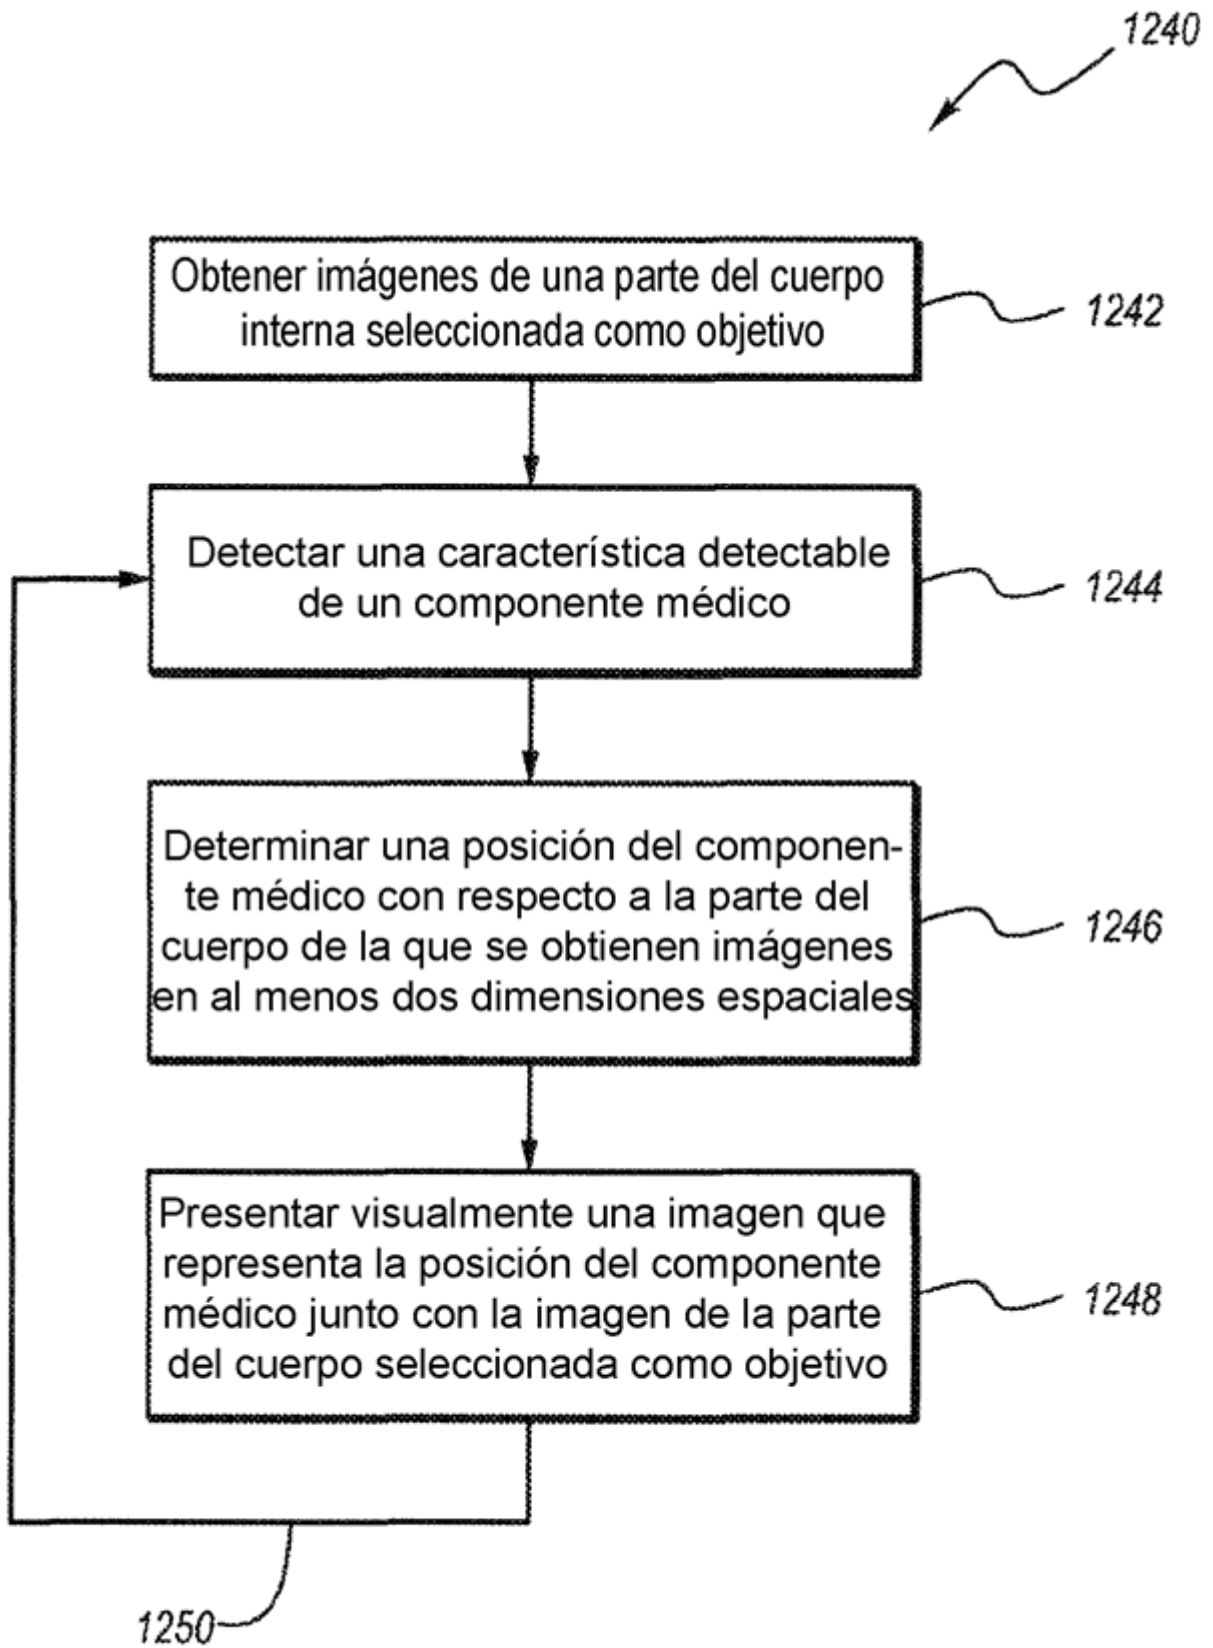 1240
Obtener imágenes de una parte del cuerpo
interna seleccionada como objetivo
1242
Detectar una característica detectable
de un componente médico
1244
Determinar una posición del componen-
te médico con respecto a la parte del
cuerpo de la que se obtienen imágenes
en al menos dos dimensiones espaciales
1246
Presentar visualmente una imagen que
representa la posición del componente
médico junto con la imagen de la parte
del cuerpo seleccionada como objetivo
1248
1250